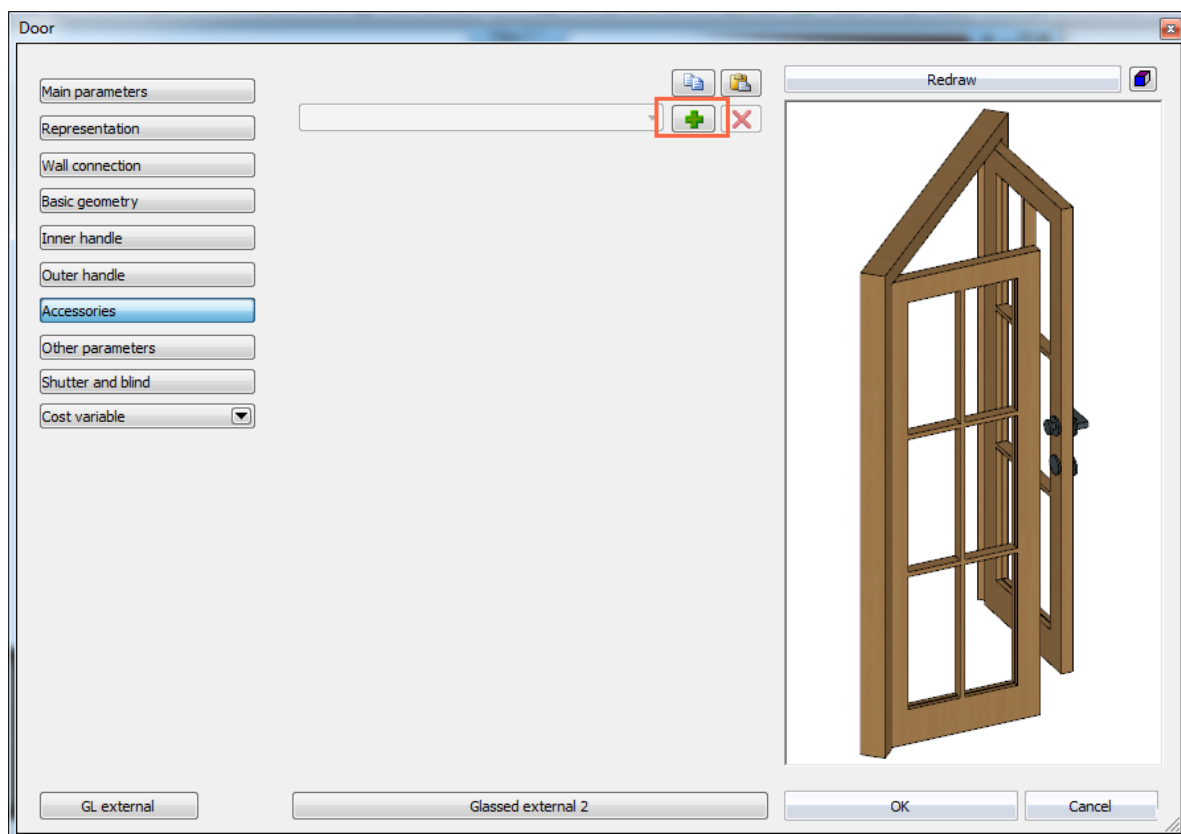 Door
Main parameters
Representation
Wall connection
Basic geometry
Inner handle
Outer handle
Accessories
Other parameters
Shutter and blind
Cost variable
Redraw
GL external
Glassed external 2
OK
Cancel